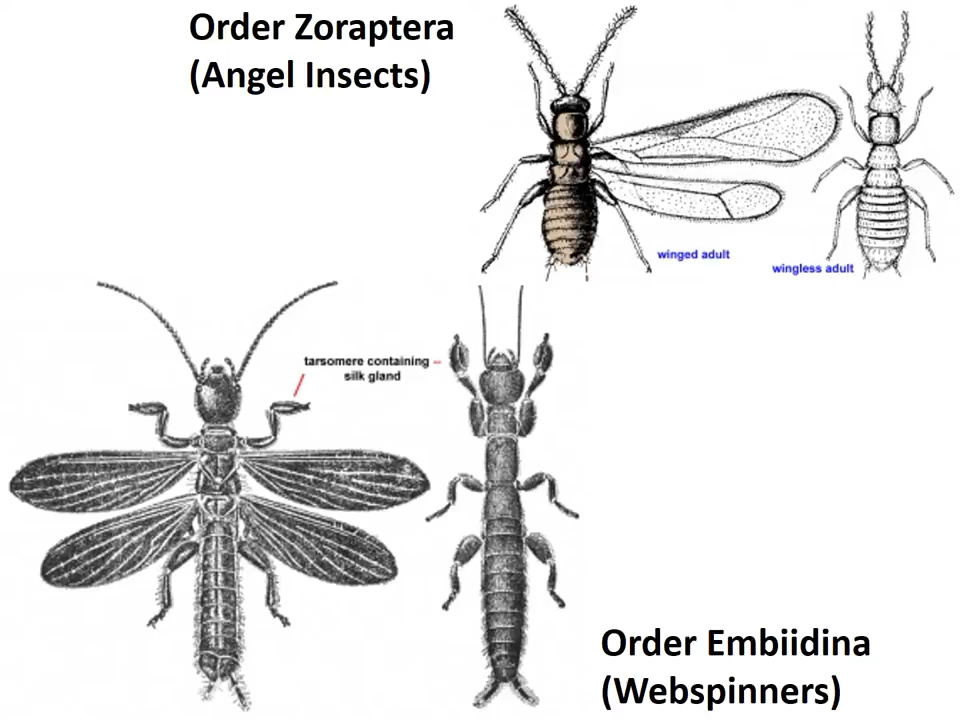 Order Zoraptera
(Angel Insects)
winged adult
wingless adult
tarsomere containing
silk gland
Order Embiidina
(Webspinners)